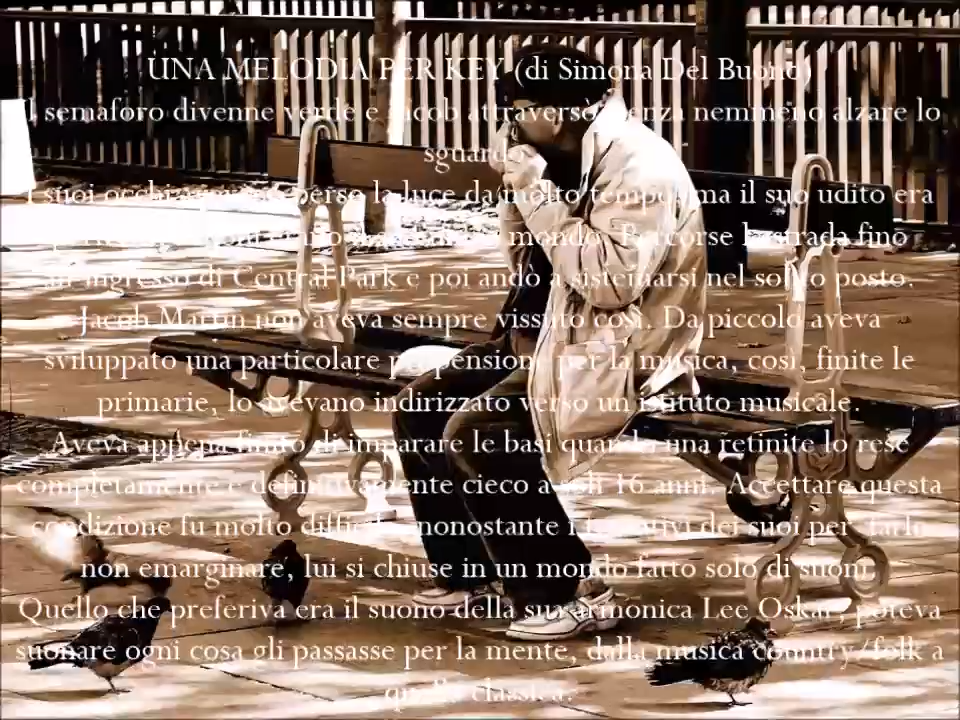 UNA MELODIA PER KEY (di Simona Del Buono)
Il semaforo divenne verde e Jacob attraversò senza nemmeno alzare lo
sguardo.
I suoi occhi avevano perso la luce da molto tempo, ma il suo udito era
mondo. Percorse la strada fino
all'ingresso di Central Park e poi andò a sistemarsi nel solito posto.
Jacob Martin non aveva sempre vissuto così. Da piccolo aveva
sviluppato una particolare propensione per la musica, così, finite le
primarie, lo avevano indirizzato verso un istituto musicale.
Aveva appena finito di imparare le basi quando una retinite lo rese
completamente e definitivamente cieco a soli 16 anni. Accettare questa
condizione fu molto difficile, nonostante i tentativi dei suoi per farlo
non emarginare, lui si chiuse in un mondo fatto solo di suoni.
Quello che preferiva era il suono della sua armonica Lee Oskar, poteva
suonare ogni cosa gli passasse per la mente, dalla musica country/folk a
quella classica.